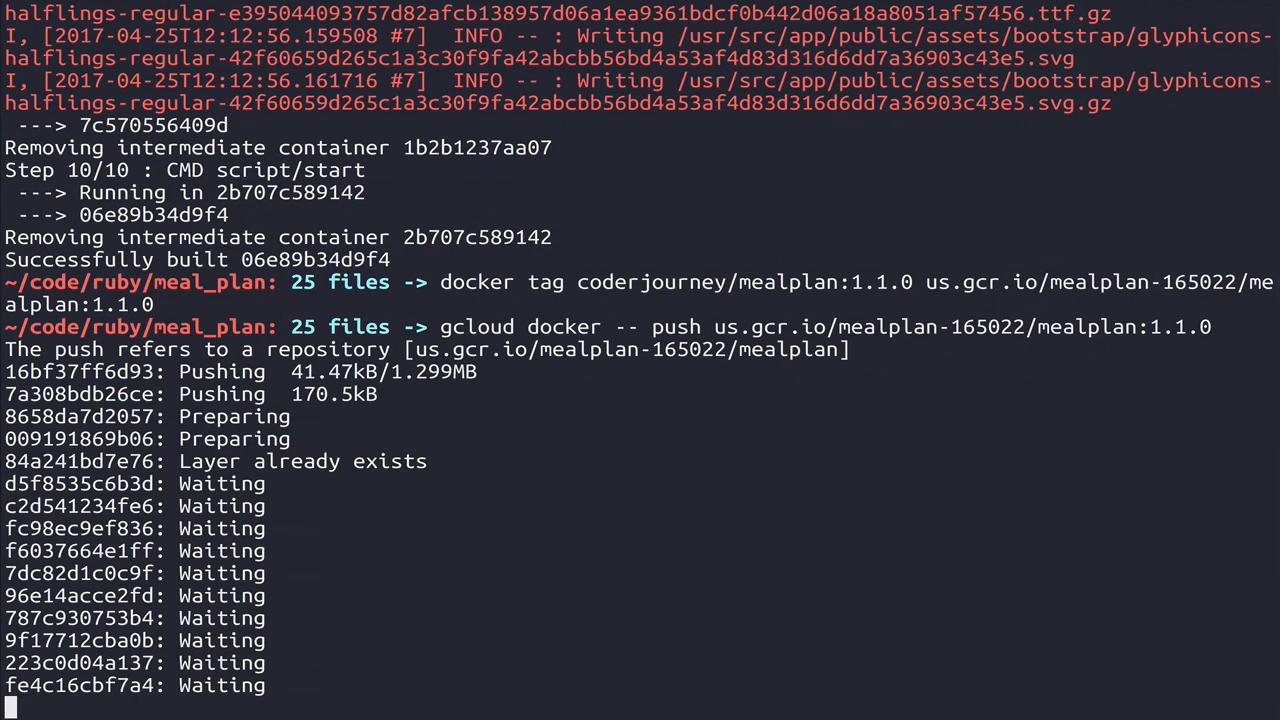 halflings-regular-e395044093757d82afcb138957d06a1ea9361bdcf0b442d06a18a8051af57456.ttf.gz
I, [2017-04-25T12:12:56.159508 #7]  INFO -- : Writing /usr/src/app/public/assets/bootstrap/glyphicons-
halflings-regular-42f60659d265c1a3c30f9fa42abcbb56bd4a53af4d83d316d6dd7a36903c43e5.svg
I, [2017-04-25T12:12:56.161716 #7]  INFO -- : Writing /usr/src/app/public/assets/bootstrap/glyphicons-
halflings-regular-42f60659d265c1a3c30f9fa42abcbb56bd4a53af4d83d316d6dd7a36903c43e5.svg.gz
 ---> 7c570556409d
Removing intermediate container 1b2b1237aa07
Step 10/10 : CMD script/start
 ---> Running in 2b707c589142
 ---> 06e89b34d9f4
Removing intermediate container 2b707c589142
Successfully built 06e89b34d9f4
~/code/ruby/meal_plan: 25 files -> docker tag coderjourney/mealplan:1.1.0 us.gcr.io/mealplan-165022/me
alplan:1.1.0
~/code/ruby/meal_plan: 25 files -> gcloud docker -- push us.gcr.io/mealplan-165022/mealplan:1.1.0
The push refers to a repository [us.gcr.io/mealplan-165022/mealplan]
16bf37ff6d93: Pushing  41.47kB/1.299MB
7a308bdb26ce: Pushing  170.5kB
8658da7d2057: Preparing
009191869b06: Preparing
84a241bd7e76: Layer already exists
d5f8535c6b3d: Waiting
c2d541234fe6: Waiting
fc98ec9ef836: Waiting
f6037664e1ff: Waiting
7dc82d1c0c9f: Waiting
96e14acce2fd: Waiting
787c930753b4: Waiting
9f17712cba0b: Waiting
223c0d04a137: Waiting
fe4c16cbf7a4: Waiting